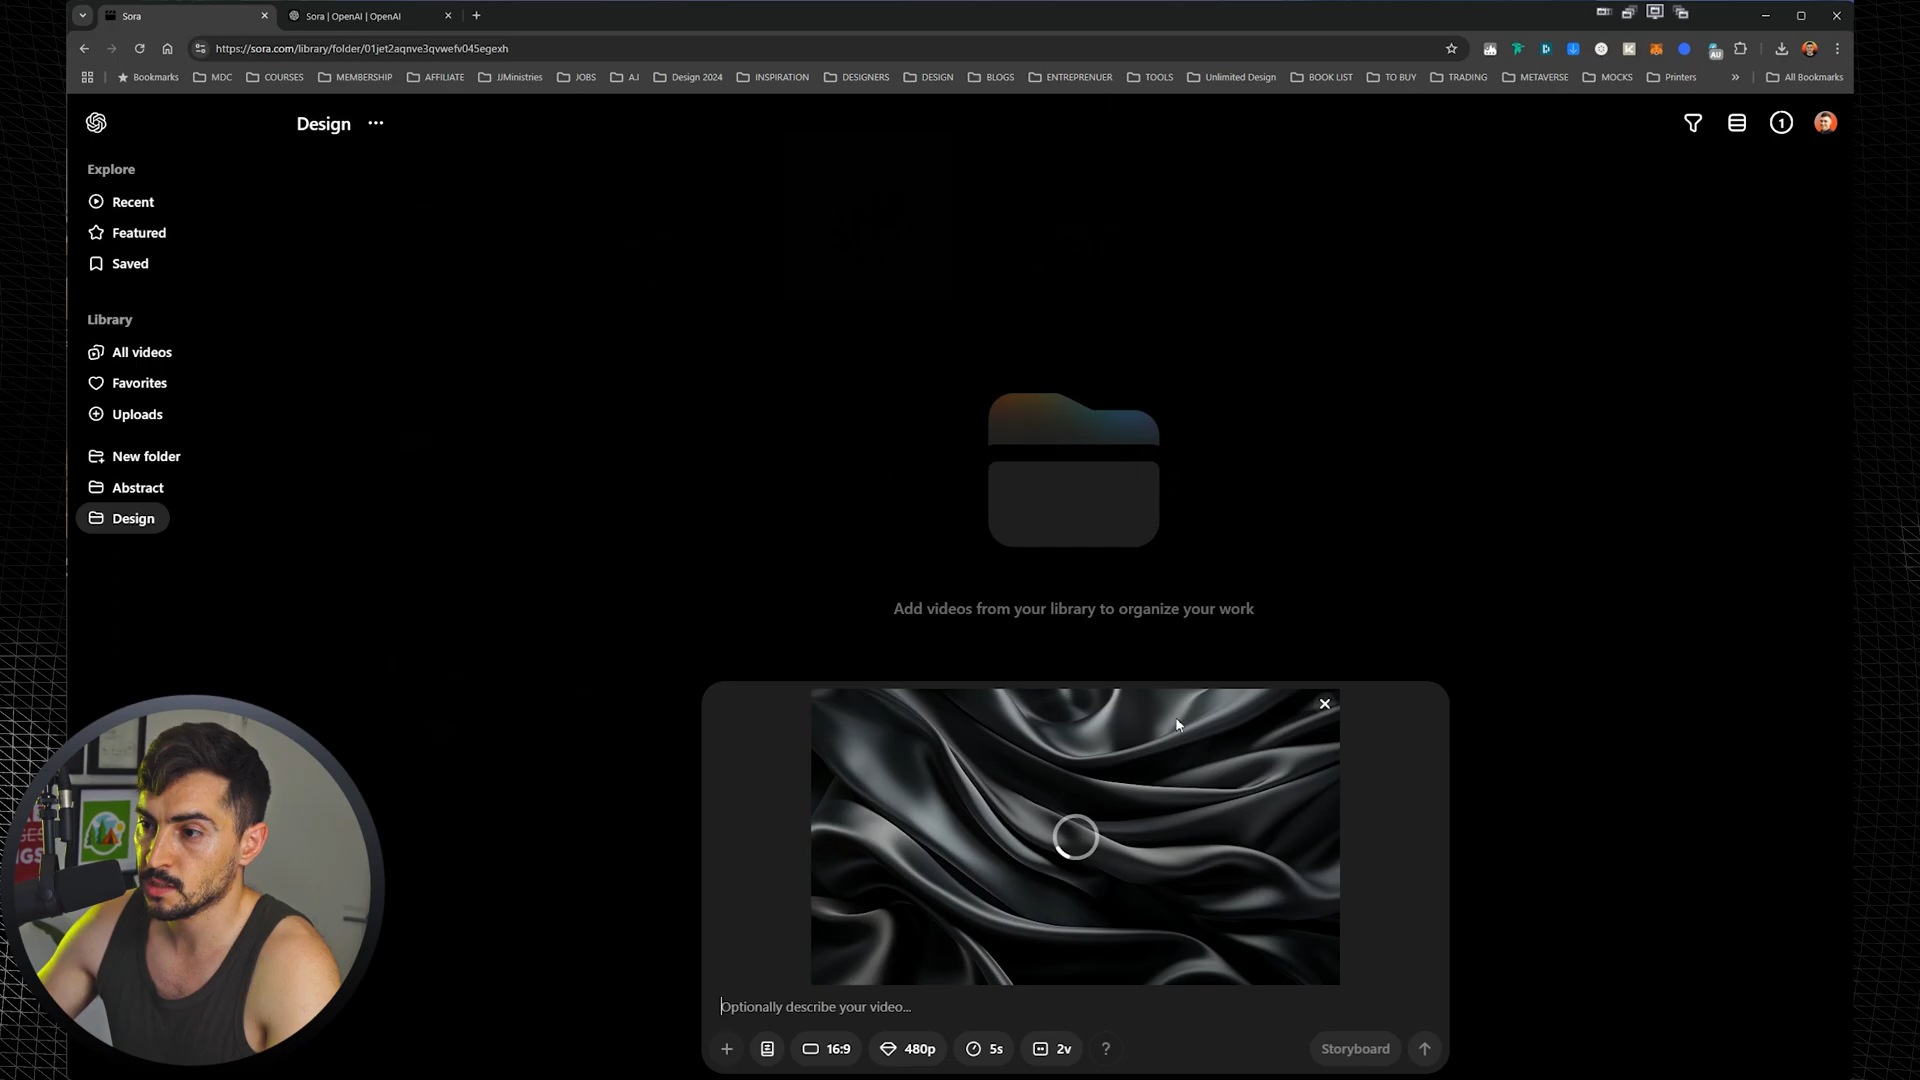 Sora
Sora | OpenAI | OpenAI
https://sora.com/library/folder/01jet2aqnve3qvwefv045egexh
Bookmarks MDC COURSES MEMBERSHIP AFFILIATE JJMinistries JOBS A.I Design 2024 INSPIRATION DESIGNERS DESIGN BLOGS ENTREPRENUER TOOLS Unlimited Design BOOK LIST TO BUY TRADING METAVERSE MOCKS Printers » All Bookmarks
AU
Design
1
Explore
Recent
Featured
Saved
Library
All videos
Favorites
Uploads
New folder
Abstract
Design
Add videos from your library to organize your work
Optionally describe your video...
16:9 480p 5s 2v ? Storyboard